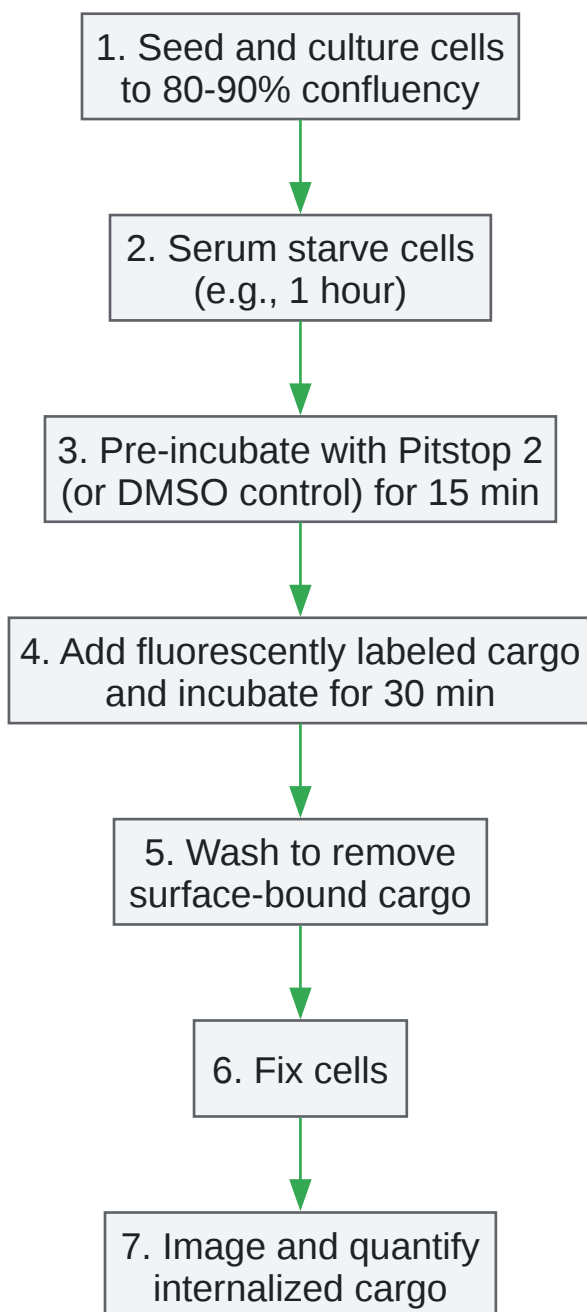 1. Seed and culture cells
to 80-90% confluency
2. Serum starve cells
(e.g., 1 hour)
3. Pre-incubate with Pitstop 2
(or DMSO control) for 15 min
4. Add fluorescently labeled cargo
and incubate for 30 min
5. Wash to remove
surface-bound cargo
6. Fix cells
7. Image and quantify
internalized cargo